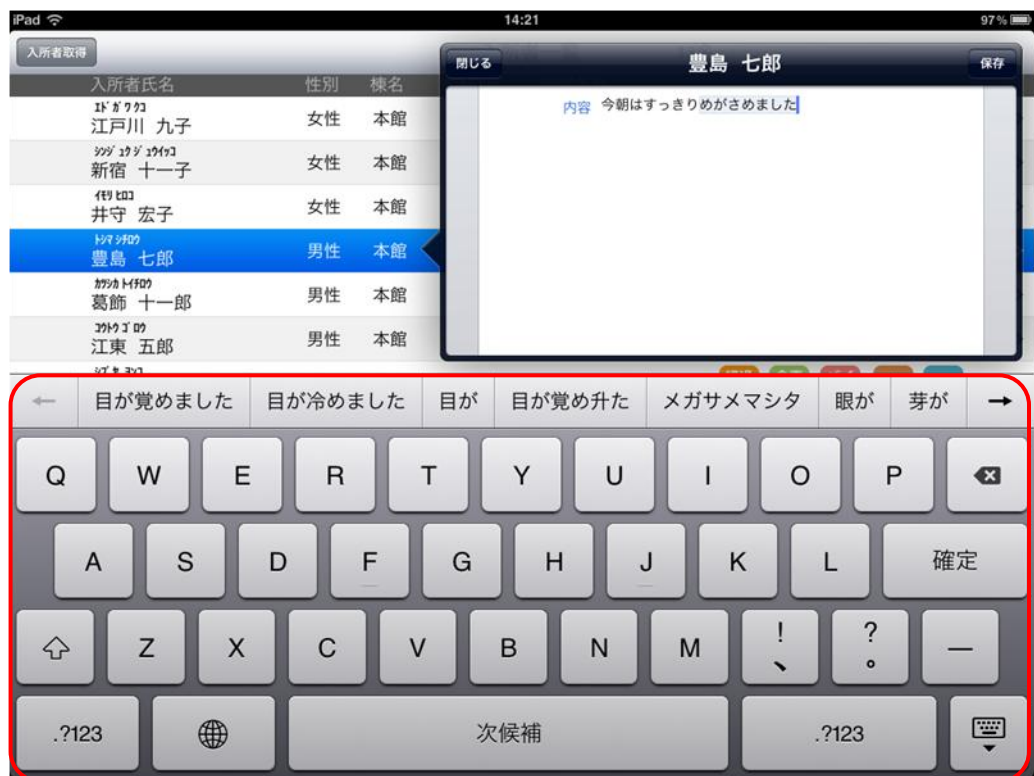 iPad 14:21 97%
入所者取得
閉じる 豊島 七郎 保存
入所者氏名 性別 棟名
内容 今朝はすっきりめがさめました
ｴﾄﾞｶﾞﾜ ｸｺ
江戸川 九子 女性 本館
ｼﾝｼﾞｭｸ ｼﾞｭｳｲｯｺ
新宿 十一子 女性 本館
ｲﾓﾘ ﾋﾛｺ
井守 宏子 女性 本館
ﾄｼﾏ ｼﾁﾛｳ
豊島 七郎 男性 本館
ｶﾂｼｶ ﾄｲﾁﾛｳ
葛飾 十一郎 男性 本館
ｺｳﾄｳ ｺﾞﾛｳ
江東 五郎 男性 本館
← 目が覚めました 目が冷めました 目が 目が覚め升た メガサメマシタ 眼が 芽が →
Q W E R T Y U I O P
A S D F G H J K L 確定
Z X C V B N M ! 、 ? 。 ー
.?123 次候補 .?123